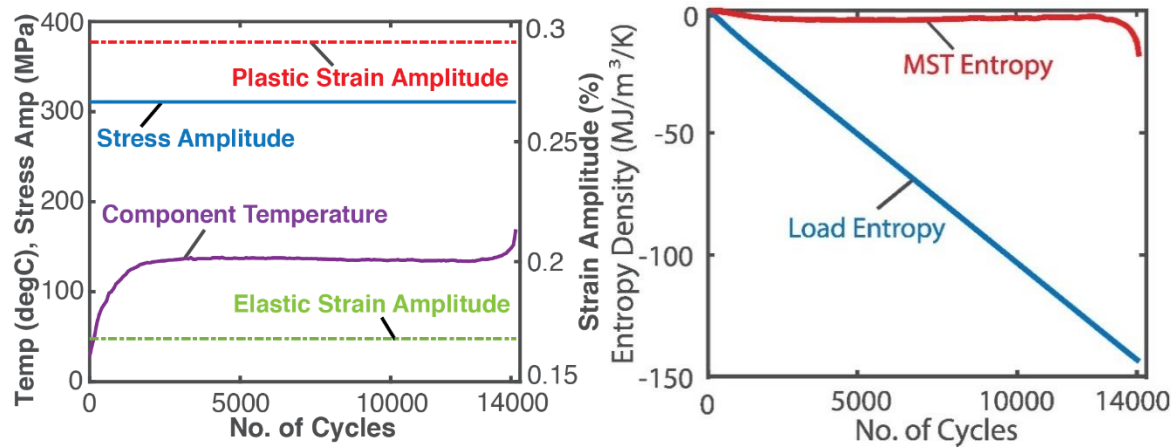 Temp (degC), Stress Amp (MPa)
400
300
200
100
0
Plastic Strain Amplitude
Stress Amplitude
Component Temperature
Elastic Strain Amplitude
0
5000
10000
14000
No. of Cycles
0.3
0.25
0.2
0.15
Strain Amplitude (%)
Entropy Density (MJ/m³/K)
0
-50
-100
-150
MST Entropy
Load Entropy
0
5000
10000
14000
No. of Cycles